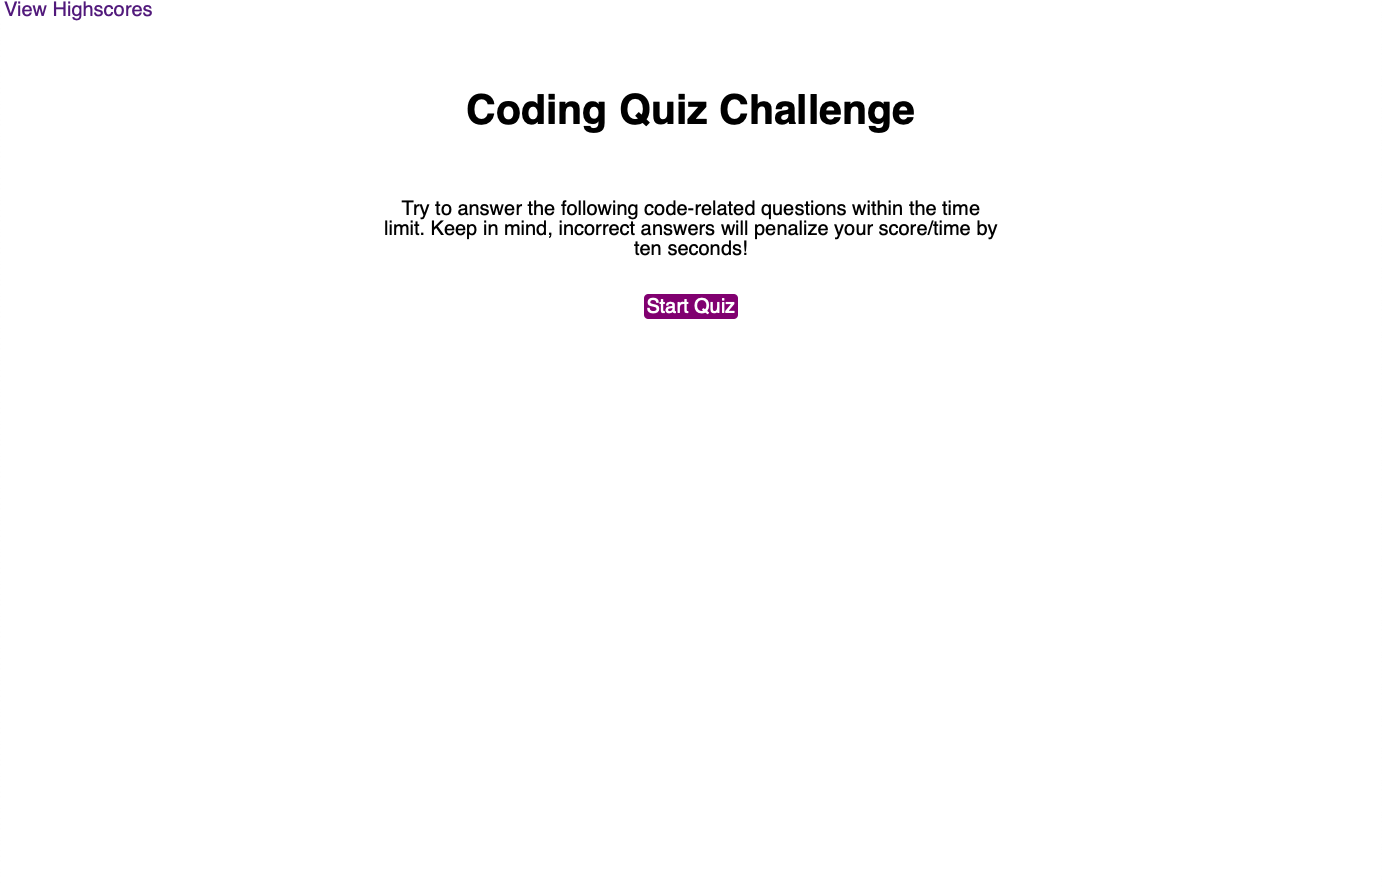 View Highscores
Coding Quiz Challenge
Try to answer the following code-related questions within the time
limit. Keep in mind, incorrect answers will penalize your score/time by
ten seconds!
Start Quiz